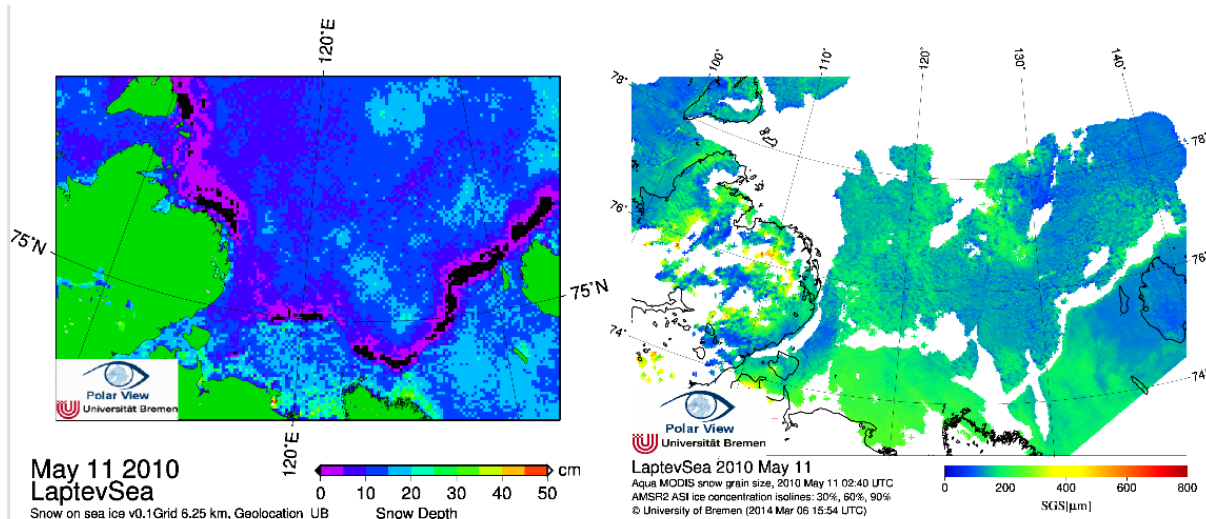 120°E
75°N
75°N
Polar View
Universität Bremen
120°E
May 11 2010
LaptevSea
cm
0 10 20 30 40 50
Snow on sea ice v0.1Grid 6.25 km, Geolocation UB
Snow Depth
100°
110°
120°
130°
140°
78°
76°
74°
78°
76°
74°
Polar View
Universität Bremen
LaptevSea 2010 May 11
Aqua MODIS snow grain size, 2010 May 11 02:40 UTC
AMSR2 ASI ice concentration isolines: 30%, 60%, 90%
© University of Bremen (2014 Mar 06 15:54 UTC)
0 200 400 600 800
SGS[µm]